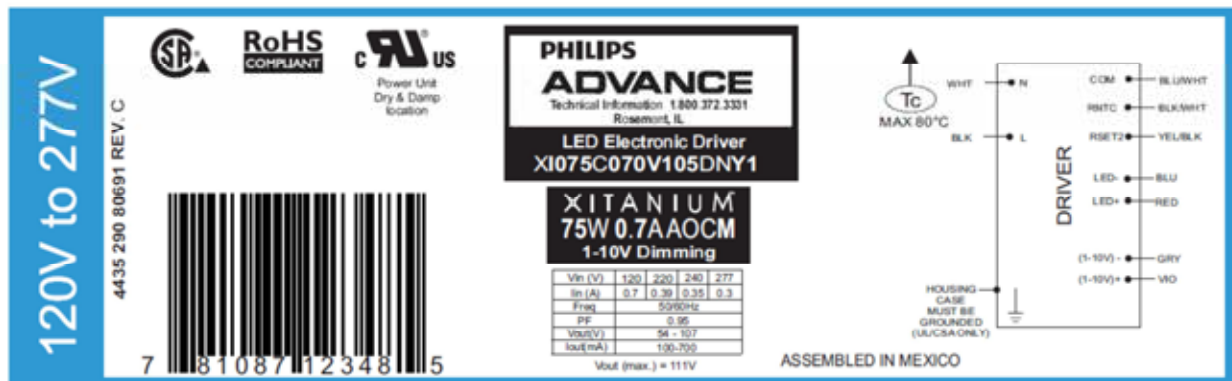 120V to 277V
4435 290 80691 REV. C
SA
RoHS
COMPLIANT
C RU US
Power Unit
Dry & Damp
location
7 81087 12348 5
PHILIPS
ADVANCE
Technical Information 1.800.372.3331
Rosemont, IL
LED Electronic Driver
XI075C070V105DNY1
XITANIUM
75W 0.7A AOCM
1-10V Dimming
Vin (V) 120 220 240 277
Iin (A) 0.7 0.39 0.35 0.3
Freq 50/60Hz
PF 0.95
Vout(V) 54 - 107
Iout(mA) 100-700
Vout (max.) = 111V
Tc
MAX 80°C
WHT N
BLK L
DRIVER
COM BLU/WHT
RNTC BLK/WHT
RSET2 YEL/BLK
LED- BLU
LED+ RED
(1-10V) - GRY
(1-10V)+ VIO
HOUSING
CASE
MUST BE
GROUNDED
(UL/CSA ONLY)
ASSEMBLED IN MEXICO